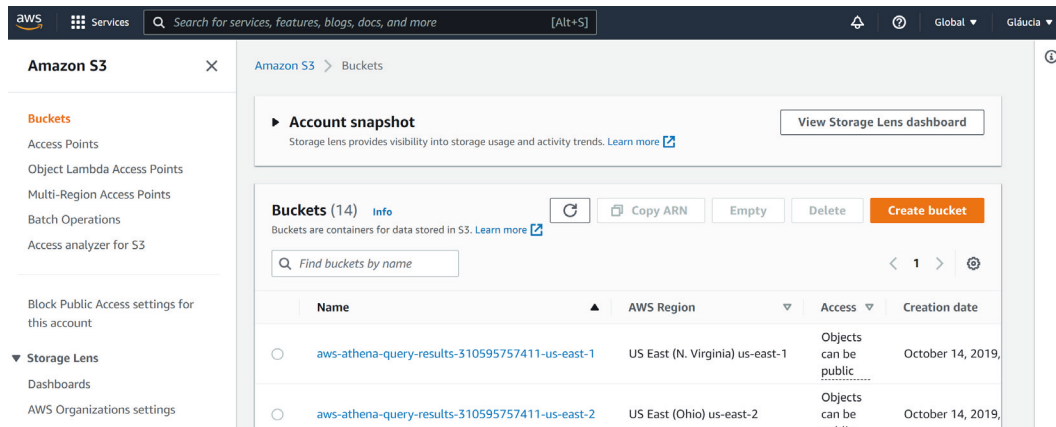 aws Services Search for services, features, blogs, docs, and more [Alt+S] Global Gláucia
Amazon S3
Buckets
Access Points
Object Lambda Access Points
Multi-Region Access Points
Batch Operations
Access analyzer for S3
Block Public Access settings for
this account
Storage Lens
Dashboards
AWS Organizations settings
Amazon S3 > Buckets
Account snapshot
Storage lens provides visibility into storage usage and activity trends. Learn more
View Storage Lens dashboard
Buckets (14) Info
Buckets are containers for data stored in S3. Learn more
Copy ARN Empty Delete Create bucket
Find buckets by name
1
Name AWS Region Access Creation date
aws-athena-query-results-310595757411-us-east-1 US East (N. Virginia) us-east-1 Objects
can be
public October 14, 2019,
aws-athena-query-results-310595757411-us-east-2 US East (Ohio) us-east-2 Objects
can be October 14, 2019,